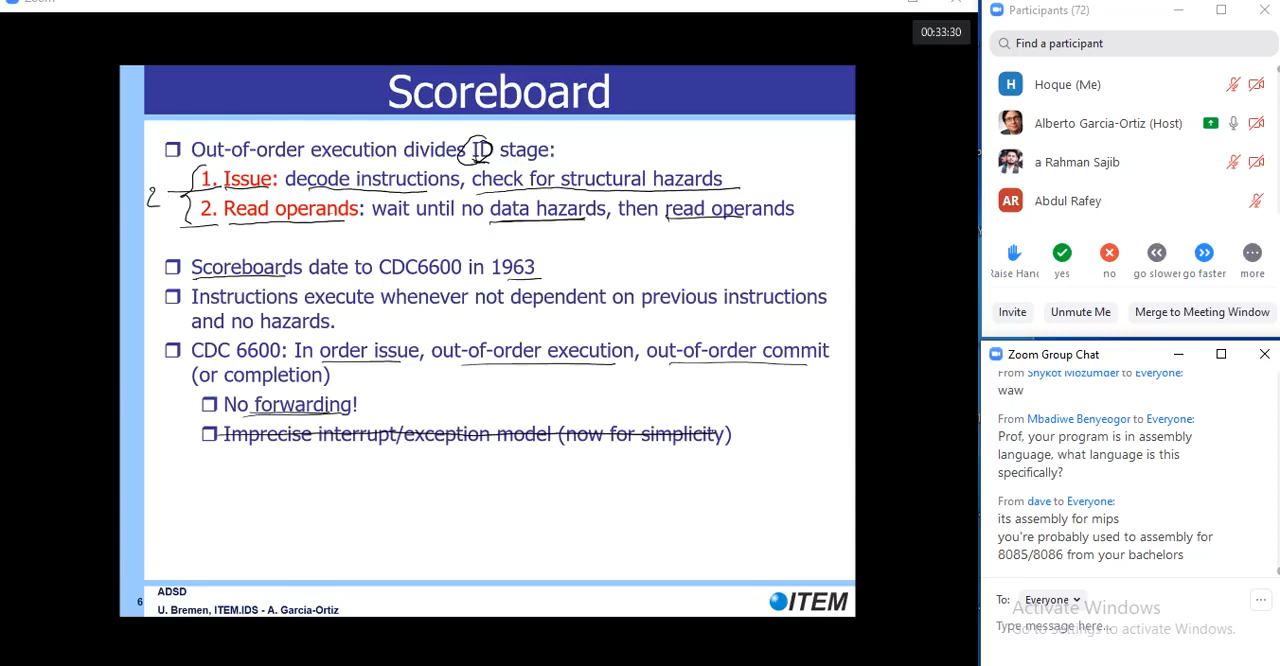 Zoom
00:33:30
Scoreboard
❒ Out-of-order execution divides ID stage:
1. Issue: decode instructions, check for structural hazards
2
2. Read operands: wait until no data hazards, then read operands
❒ Scoreboards date to CDC6600 in 1963
❒ Instructions execute whenever not dependent on previous instructions
and no hazards.
❒ CDC 6600: In order issue, out-of-order execution, out-of-order commit
(or completion)
❒ No forwarding!
❒ Imprecise interrupt/exception model (now for simplicity)
6
ADSD
U. Bremen, ITEM.IDS - A. Garcia-Ortiz
ITEM
Participants (72)
Find a participant
H Hoque (Me)
Alberto Garcia-Ortiz (Host)
a Rahman Sajib
AR Abdul Rafey
Raise Hand yes no go slower go faster more
Invite Unmute Me Merge to Meeting Window
Zoom Group Chat
From Snykot Mozumder to Everyone:
waw
From Mbadiwe Benyeogor to Everyone:
Prof, your program is in assembly
language, what language is this
specifically?
From dave to Everyone:
its assembly for mips
you're probably used to assembly for
8085/8086 from your bachelors
To: Everyone
Activate Windows
Type message here...
Go to Settings to activate Windows.